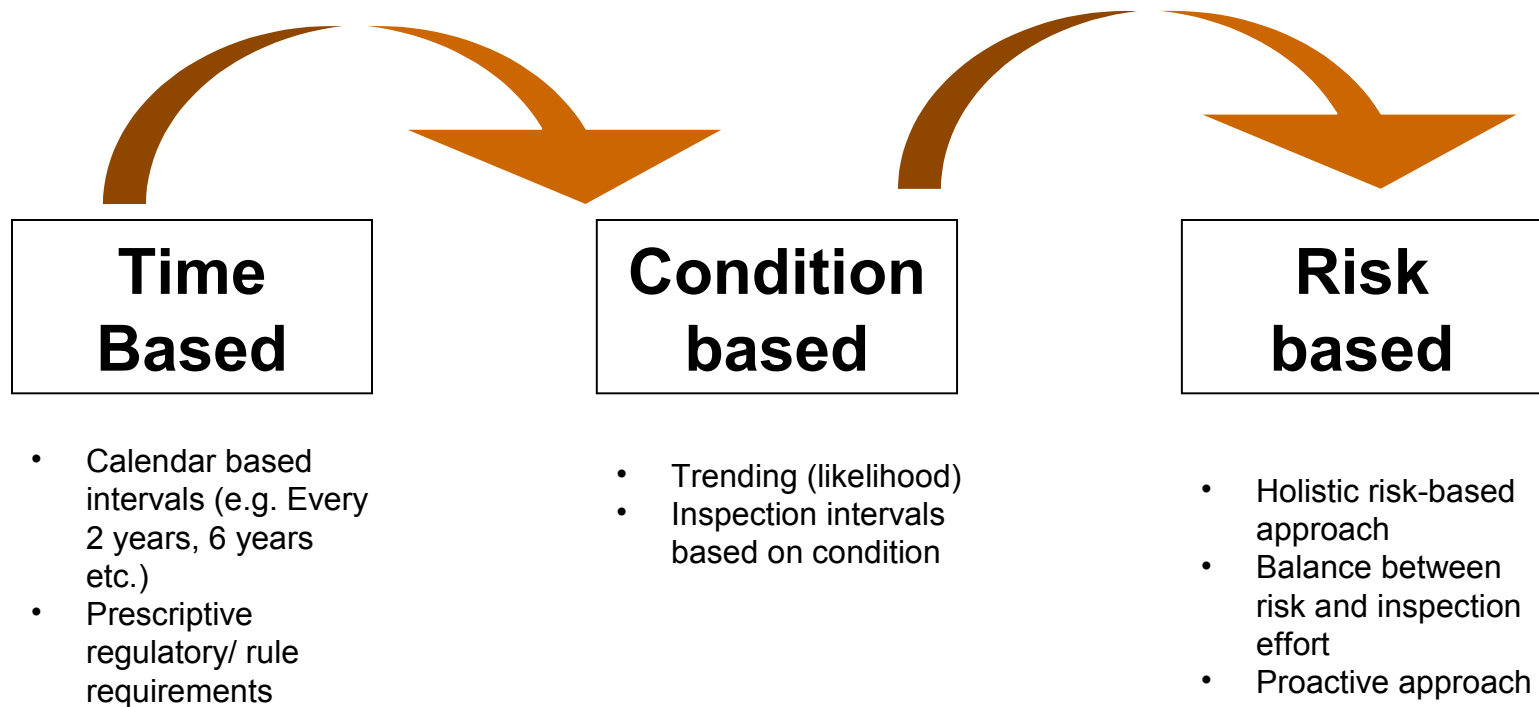 Time
Based
Condition
based
Risk
based
• Calendar based
intervals (e.g. Every
2 years, 6 years
etc.)
• Prescriptive
regulatory/ rule
requirements
• Trending (likelihood)
• Inspection intervals
based on condition
• Holistic risk-based
approach
• Balance between
risk and inspection
effort
• Proactive approach